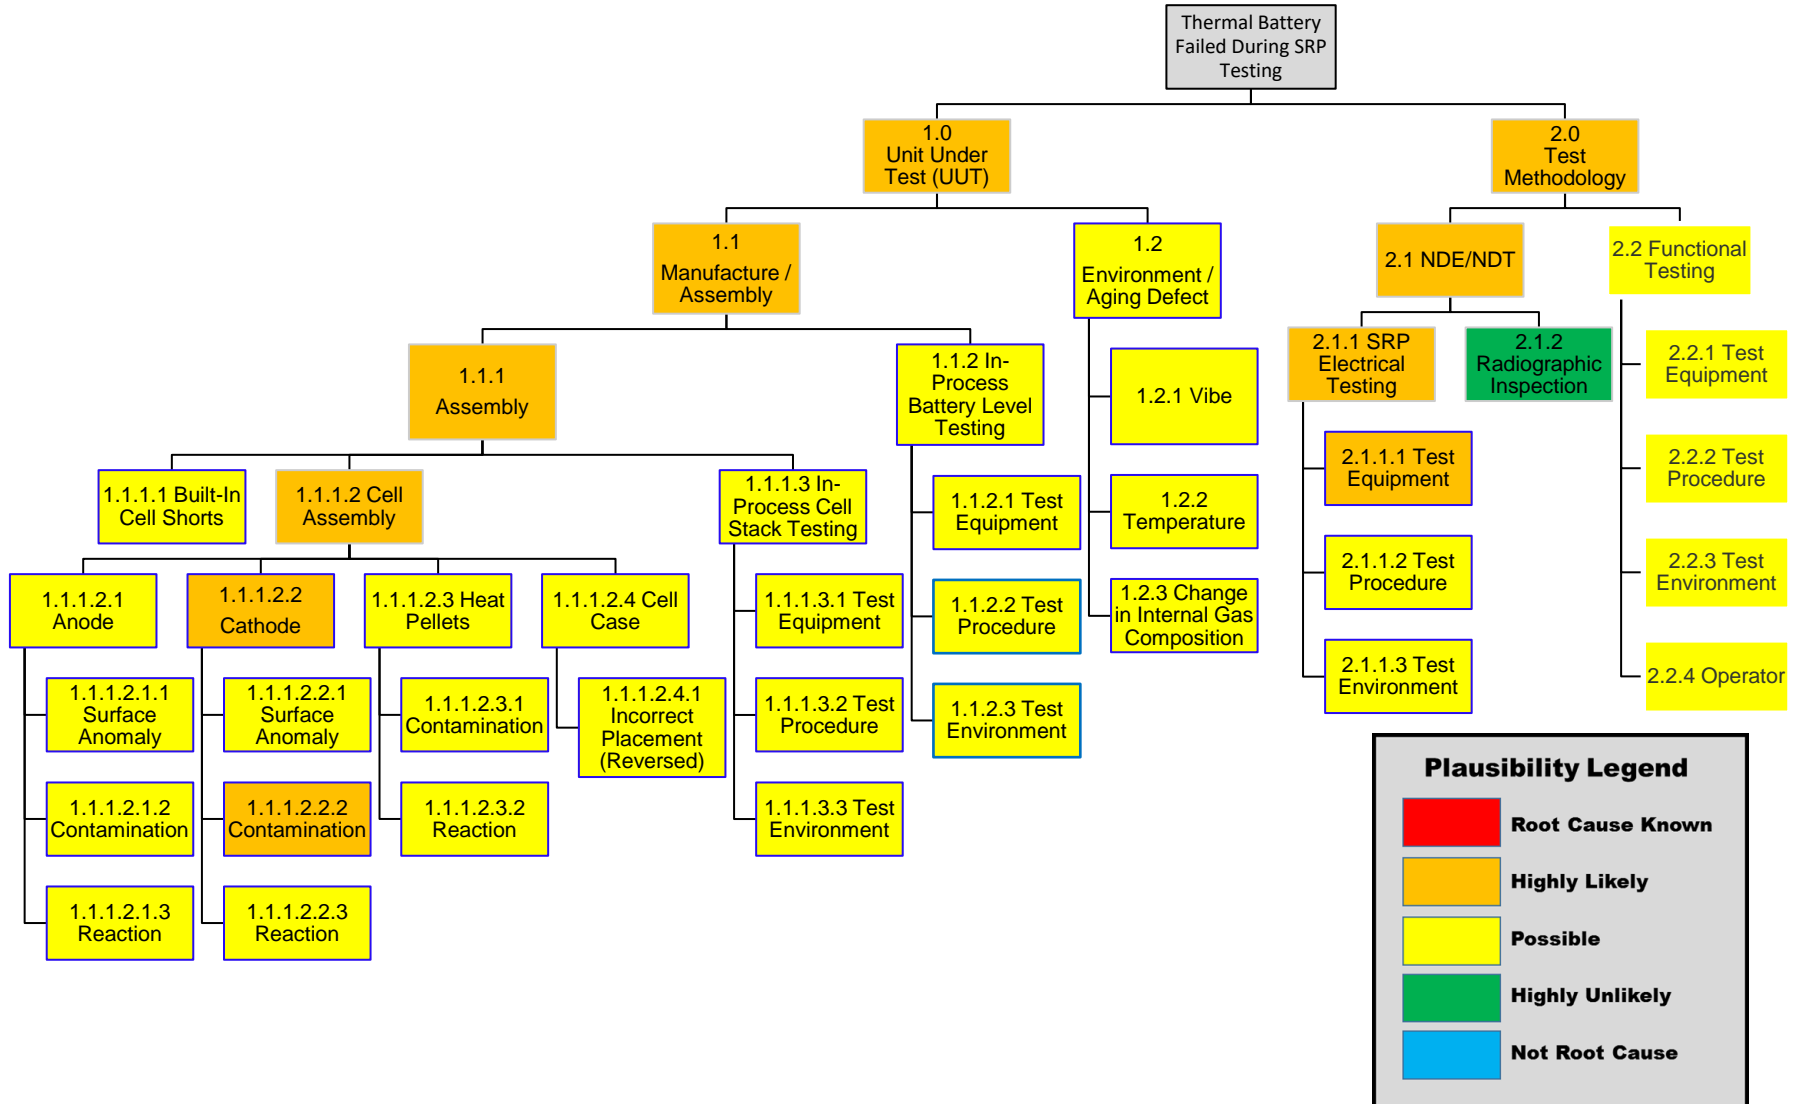 Thermal Battery
Failed During SRP
Testing
1.0
Unit Under
Test (UUT)
2.0
Test
Methodology
1.1
Manufacture /
Assembly
1.2
Environment /
Aging Defect
2.1 NDE/NDT
2.2 Functional
Testing
1.1.1
Assembly
1.1.2 In-
Process
Battery Level
Testing
1.2.1 Vibe
2.1.1 SRP
Electrical
Testing
2.1.2
Radiographic
Inspection
2.2.1 Test
Equipment
1.1.1.1 Built-In
Cell Shorts
1.1.1.2 Cell
Assembly
1.1.1.3 In-
Process Cell
Stack Testing
1.1.2.1 Test
Equipment
1.2.2
Temperature
2.1.1.1 Test
Equipment
2.2.2 Test
Procedure
1.1.1.2.1
Anode
1.1.1.2.2
Cathode
1.1.1.2.3 Heat
Pellets
1.1.1.2.4 Cell
Case
1.1.1.3.1 Test
Equipment
1.1.2.2 Test
Procedure
1.2.3 Change
in Internal Gas
Composition
2.1.1.2 Test
Procedure
2.2.3 Test
Environment
1.1.1.2.1.1
Surface
Anomaly
1.1.1.2.2.1
Surface
Anomaly
1.1.1.2.3.1
Contamination
1.1.1.2.4.1
Incorrect
Placement
(Reversed)
1.1.1.3.2 Test
Procedure
1.1.2.3 Test
Environment
2.1.1.3 Test
Environment
2.2.4 Operator
1.1.1.2.1.2
Contamination
1.1.1.2.2.2
Contamination
1.1.1.2.3.2
Reaction
1.1.1.3.3 Test
Environment
1.1.1.2.1.3
Reaction
1.1.1.2.2.3
Reaction
Plausibility Legend
Root Cause Known
Highly Likely
Possible
Highly Unlikely
Not Root Cause